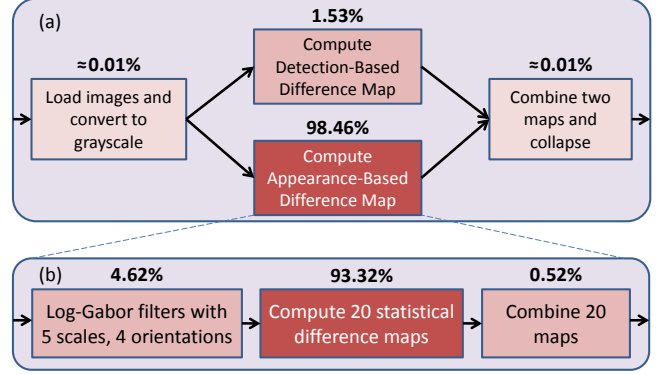 (a)
≈0.01%
Load images and
convert to
grayscale
1.53%
Compute
Detection-Based
Difference Map
98.46%
Compute
Appearance-Based
Difference Map
≈0.01%
Combine two
maps and
collapse
(b)
4.62%
Log-Gabor filters with
5 scales, 4 orientations
93.32%
Compute 20 statistical
difference maps
0.52%
Combine 20
maps